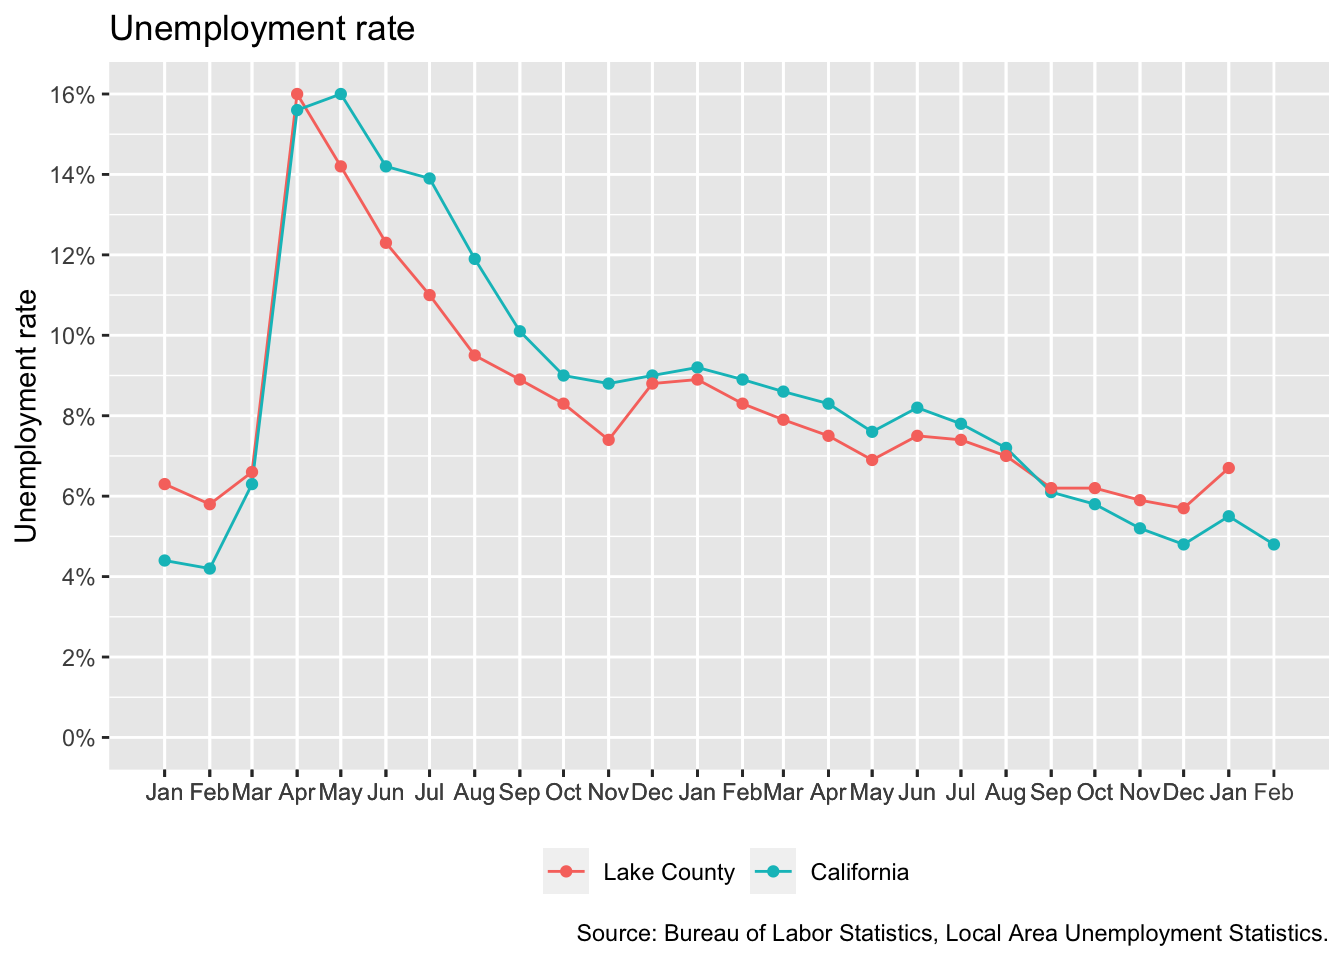 Unemployment rate
Unemployment rate
16%
14%
12%
10%
8%
6%
4%
2%
0%
Jan Feb Mar Apr May Jun Jul Aug Sep Oct Nov Dec Jan Feb Mar Apr May Jun Jul Aug Sep Oct Nov Dec Jan Feb
Lake County California
Source: Bureau of Labor Statistics, Local Area Unemployment Statistics.